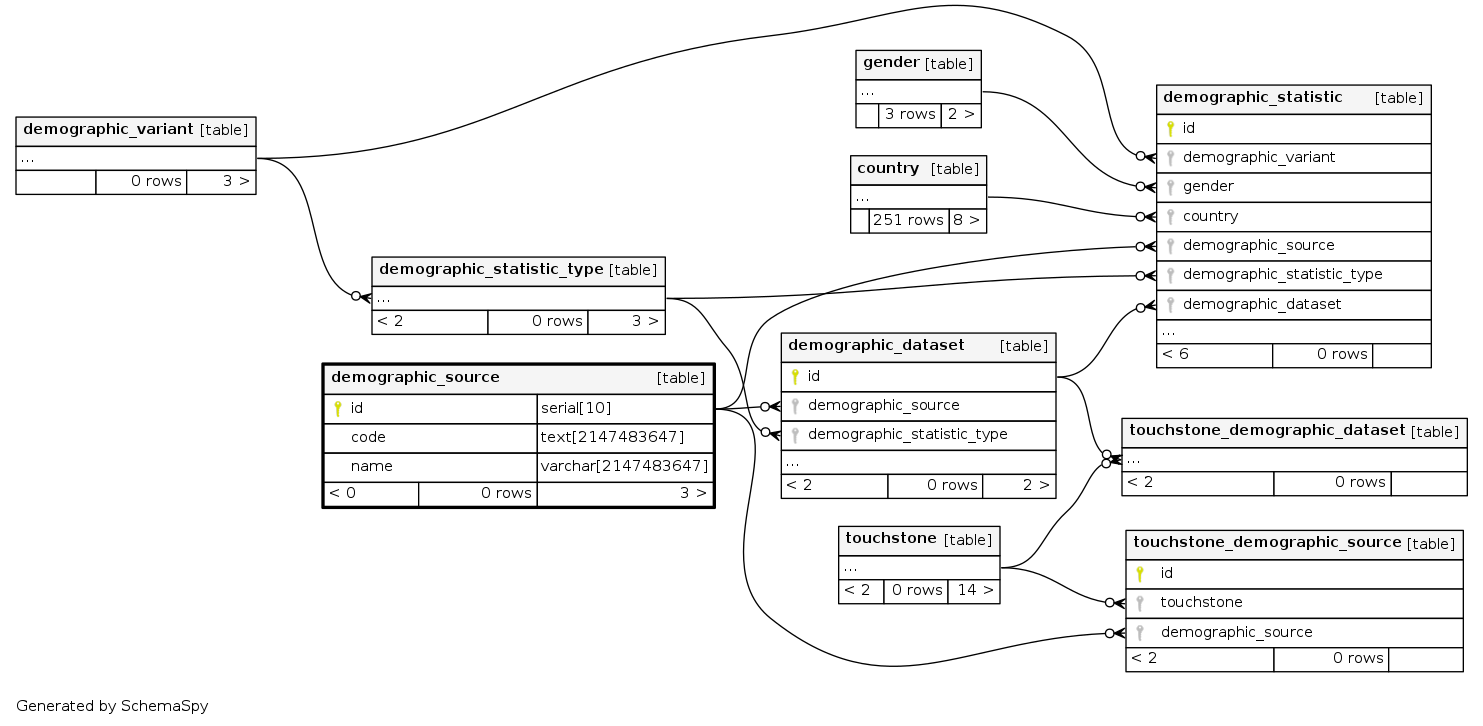 demographic_variant [table]
...
0 rows 3 >
gender [table]
...
3 rows 2 >
country [table]
...
251 rows 8 >
demographic_statistic [table]
id
demographic_variant
gender
country
demographic_source
demographic_statistic_type
demographic_dataset
...
< 6 0 rows
demographic_statistic_type [table]
...
< 2 0 rows 3 >
demographic_source [table]
id serial[10]
code text[2147483647]
name varchar[2147483647]
< 0 0 rows 3 >
demographic_dataset [table]
id
demographic_source
demographic_statistic_type
...
< 2 0 rows 2 >
touchstone_demographic_dataset [table]
...
< 2 0 rows
touchstone [table]
...
< 2 0 rows 14 >
touchstone_demographic_source [table]
id
touchstone
demographic_source
< 2 0 rows
Generated by SchemaSpy